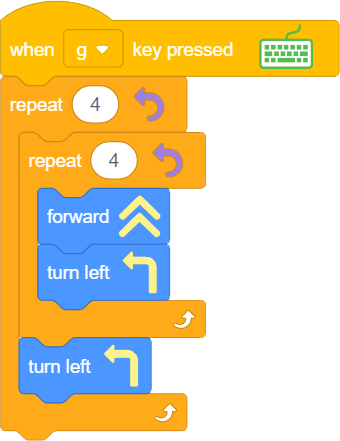 when g key pressed
repeat 4
repeat 4
forward
turn left
turn left